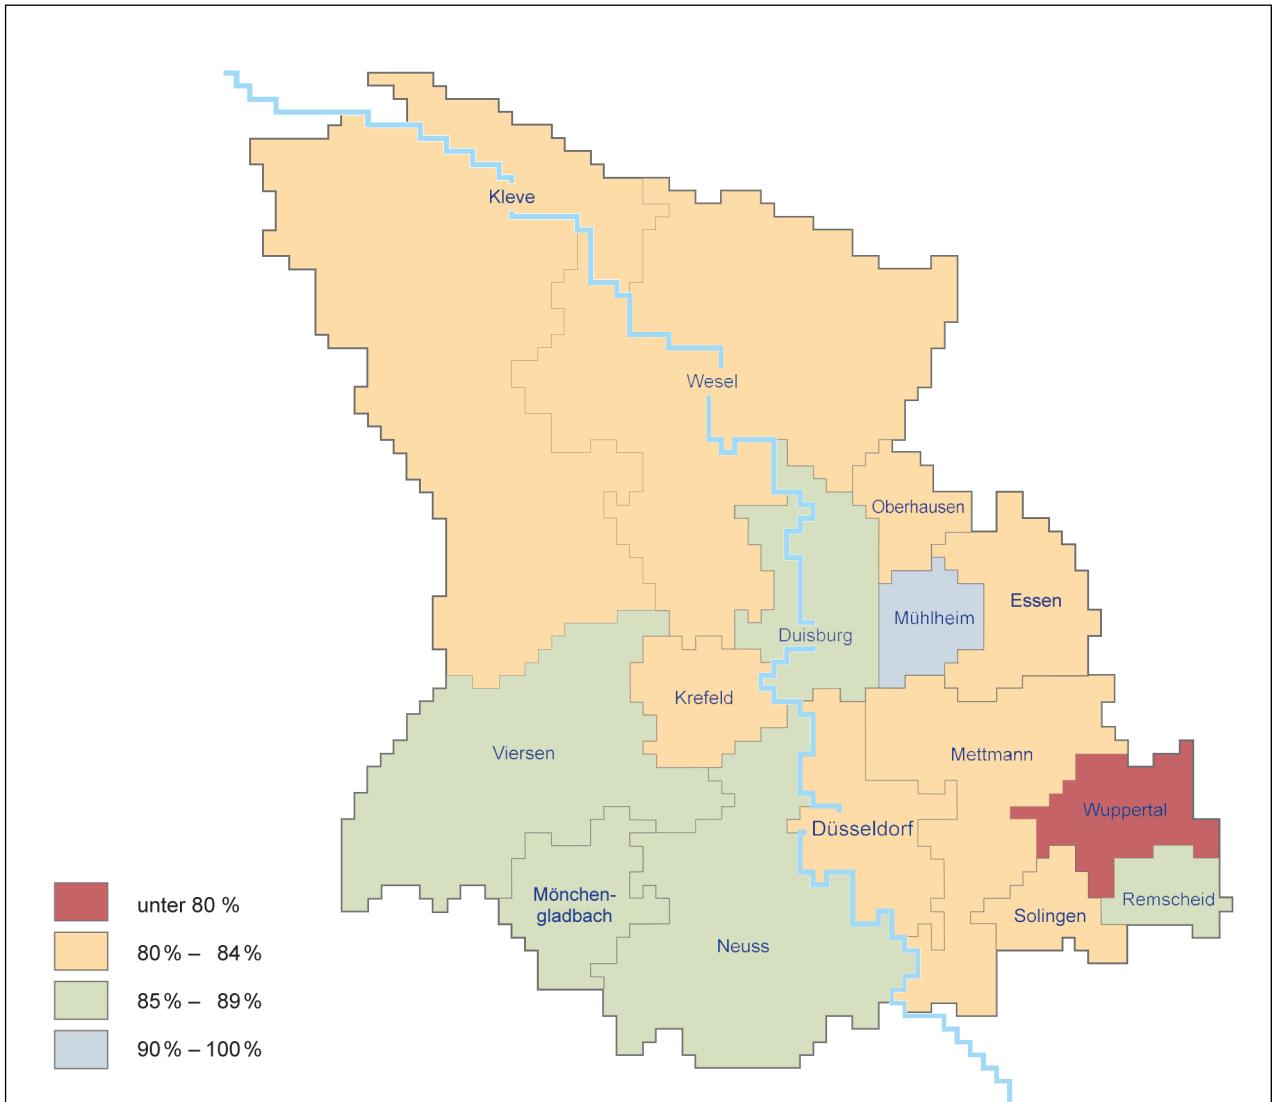 Kleve
Wesel
Oberhausen
Essen
Mühlheim
Duisburg
Krefeld
Viersen
Mettmann
Wuppertal
Düsseldorf
Mönchen-
gladbach
Remscheid
Solingen
Neuss
unter 80 %
80 % – 84 %
85 % – 89 %
90 % – 100 %